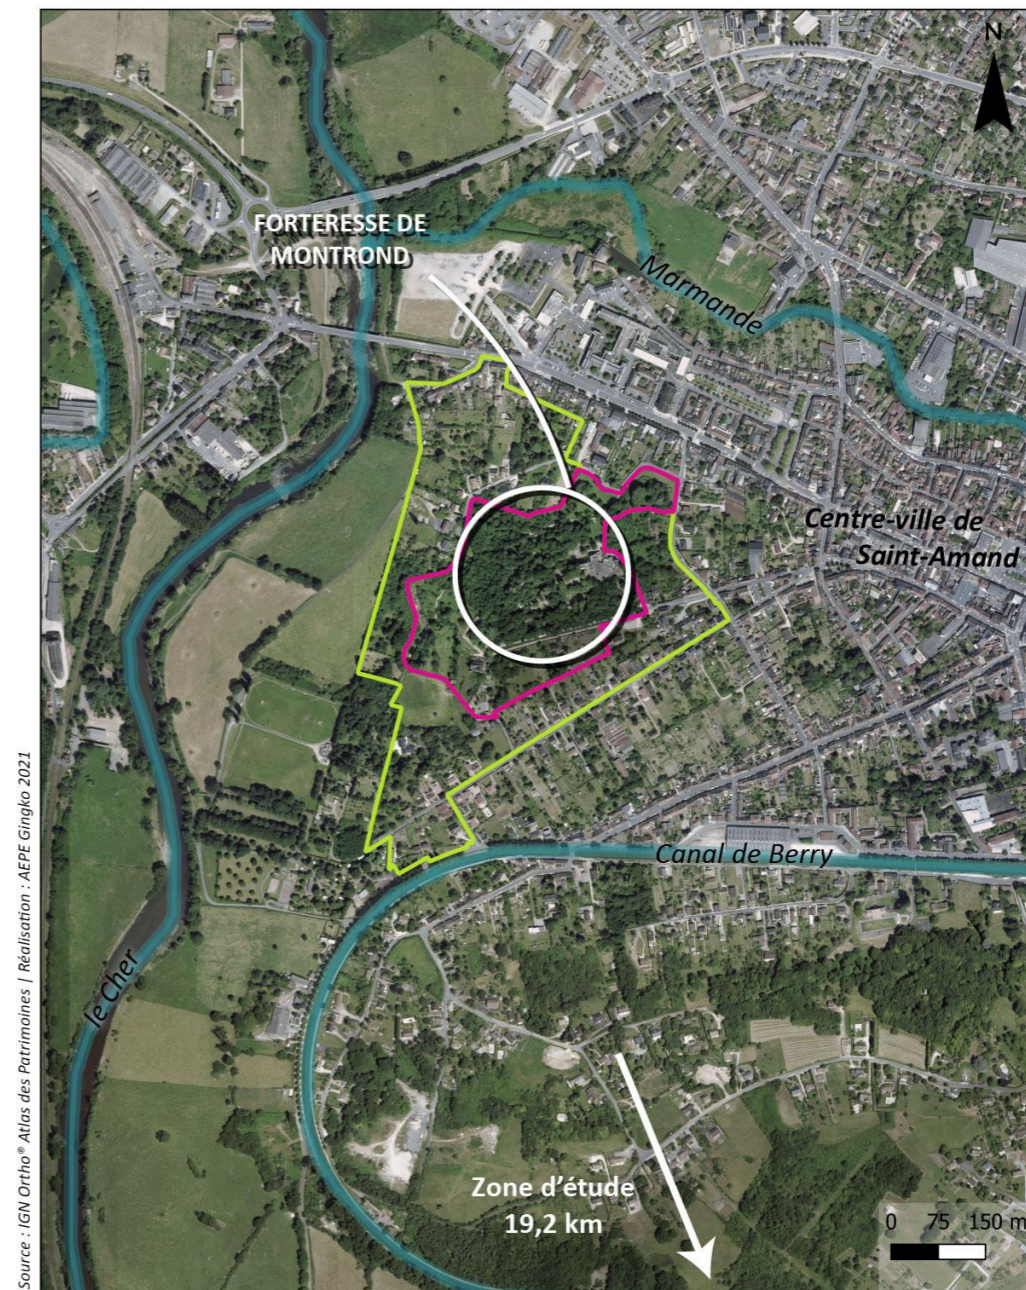 N
FORTERESSE DE
MONTROND
Marmande
Centre-ville de
Saint-Amand
Canal de Berry
le Cher
Zone d'étude
19,2 km
0 75 150 m
Source : IGN Ortho® Atlas des Patrimoines | Réalisation : AEPE Gingko 2021